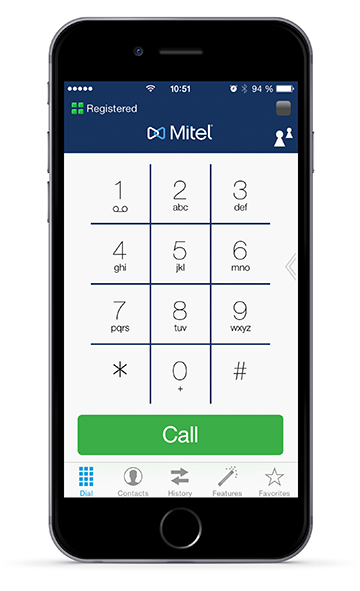 10:51
94 %
Registered
Mitel
1
2
abc
3
def
4
ghi
5
jkl
6
mno
7
pqrs
8
tuv
9
wxyz
*
0
+
#
Call
Dial
Contacts
History
Features
Favorites